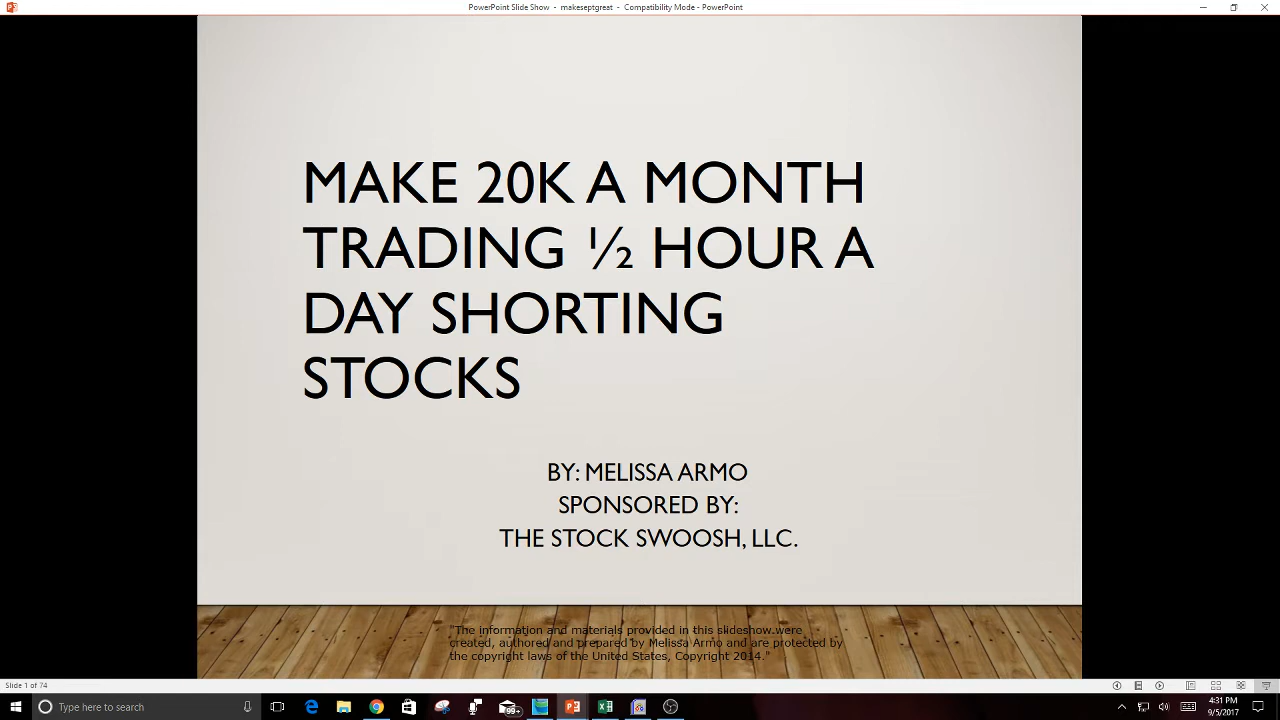 PowerPoint Slide Show - makeseptgreat - Compatibility Mode - PowerPoint
MAKE 20K A MONTH
TRADING ½ HOUR A
DAY SHORTING
STOCKS
BY: MELISSA ARMO
SPONSORED BY:
THE STOCK SWOOSH, LLC.
"The information and materials provided in this slideshow were
created, authored and prepared by Melissa Armo and are protected by
the copyright laws of the United States, Copyright 2014."
Slide 1 of 74
Type here to search
99+
4:31 PM
9/5/2017